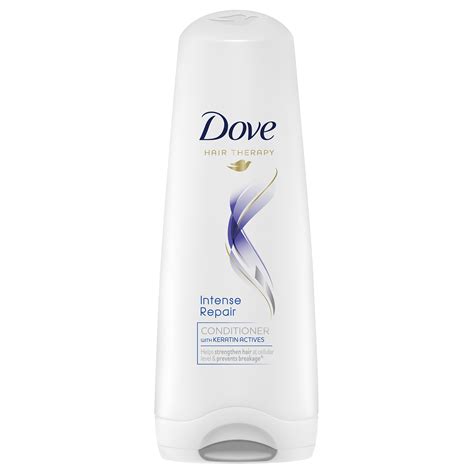 Dove
HAIR THERAPY
Intense
Repair
CONDITIONER
WITH KERATIN ACTIVES
Helps strengthen hair at cellular
level & prevents breakage*